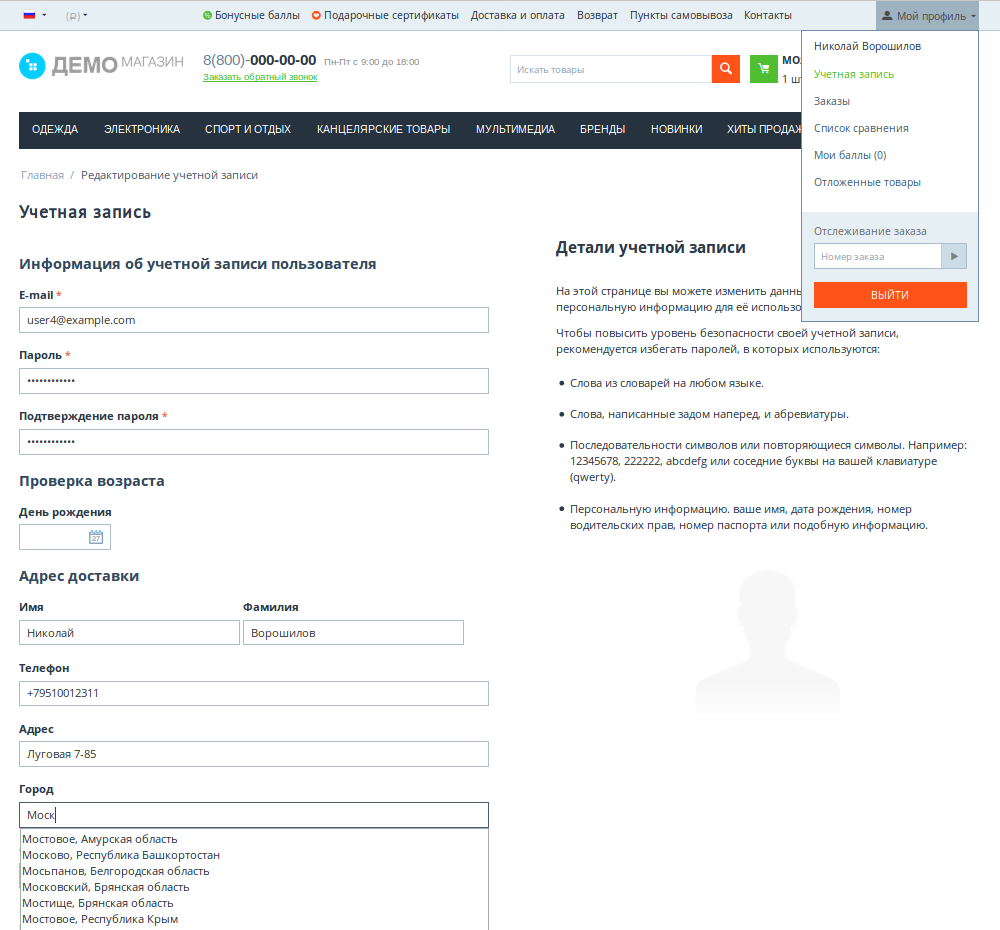 (₽)
Бонусные баллы
Подарочные сертификаты
Доставка и оплата
Возврат
Пункты самовывоза
Контакты
Мой профиль
Николай Ворошилов
Учетная запись
Заказы
Список сравнения
Мои баллы (0)
Отложенные товары
Отслеживание заказа
Номер заказа
ВЫЙТИ
ДЕМО МАГАЗИН
8(800)-000-00-00 Пн-Пт с 9:00 до 18:00
Заказать обратный звонок
Искать товары
1
ОДЕЖДА
ЭЛЕКТРОНИКА
СПОРТ И ОТДЫХ
КАНЦЕЛЯРСКИЕ ТОВАРЫ
МУЛЬТИМЕДИА
БРЕНДЫ
НОВИНКИ
ХИТЫ ПРОДАЖ
Главная / Редактирование учетной записи
Учетная запись
Информация об учетной записи пользователя
E-mail *
user4@example.com
Пароль *
••••••••••••
Подтверждение пароля *
••••••••••••
Проверка возраста
День рождения
27
Адрес доставки
Имя
Фамилия
Николай
Ворошилов
Телефон
+79510012311
Адрес
Луговая 7-85
Город
Моск
Мостовое, Амурская область
Москово, Республика Башкортостан
Мосьпанов, Белгородская область
Московский, Брянская область
Мостище, Брянская область
Мостовое, Республика Крым
Детали учетной записи
На этой странице вы можете изменить
персональную информацию для её
Чтобы повысить уровень безопасности своей учетной записи,
рекомендуется избегать паролей, в которых используются:
• Слова из словарей на любом языке.
• Слова, написанные задом наперед, и абревиатуры.
• Последовательности символов или повторяющиеся символы. Например:
12345678, 222222, abcdefg или соседние буквы на вашей клавиатуре
(qwerty).
• Персональную информацию. ваше имя, дата рождения, номер
водительских прав, номер паспорта или подобную информацию.